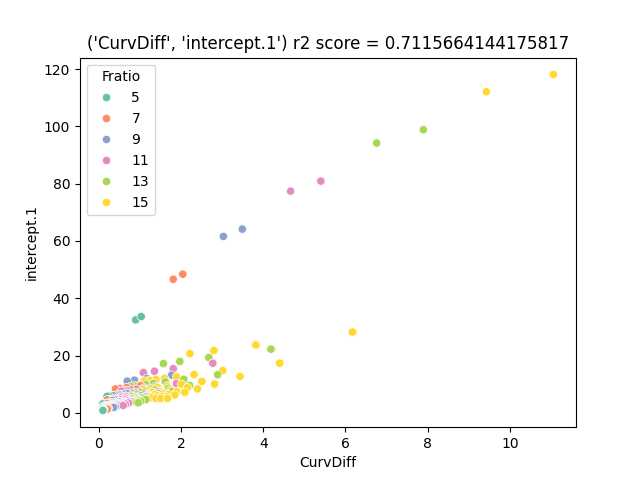 ('CurvDiff', 'intercept.1') r2 score = 0.7115664144175817
Fratio
5
7
9
11
13
15
intercept.1
120
100
80
60
40
20
0
0 2 4 6 8 10
CurvDiff